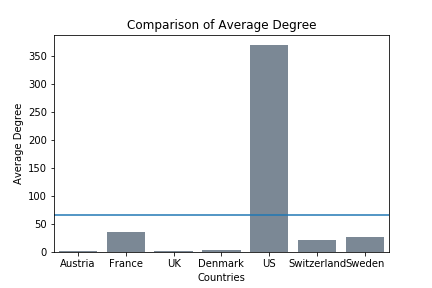 Comparison of Average Degree
350
300
250
200
150
100
50
0
Average Degree
Austria France UK Denmark US Switzerland Sweden
Countries